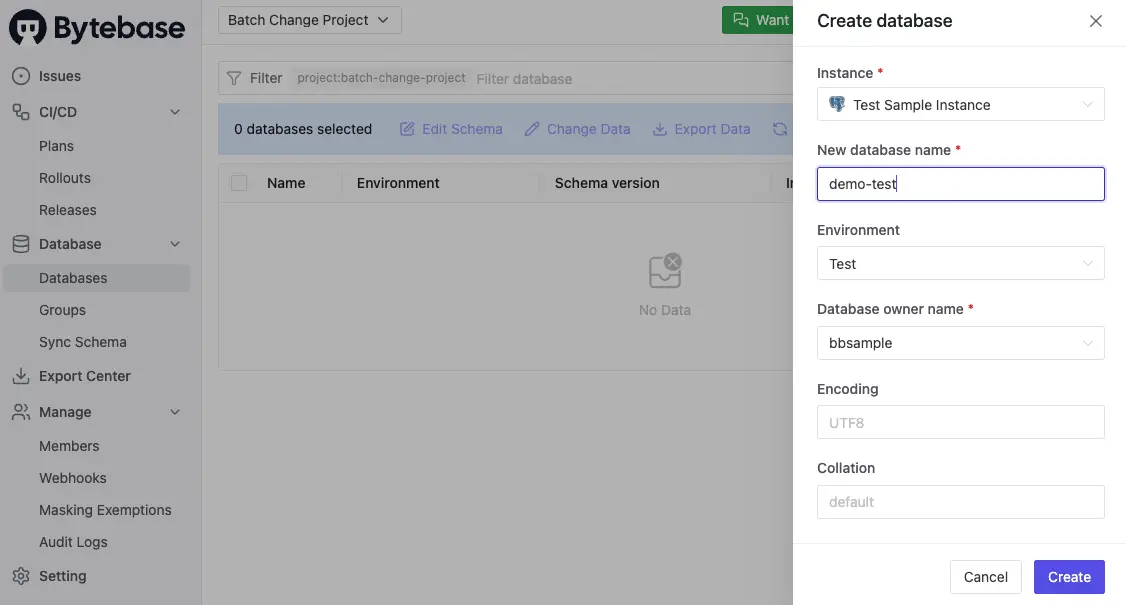 Bytebase
Issues
CI/CD
Plans
Rollouts
Releases
Database
Databases
Groups
Sync Schema
Export Center
Manage
Members
Webhooks
Masking Exemptions
Audit Logs
Setting
Batch Change Project
Want
Filter project:batch-change-project Filter database
0 databases selected Edit Schema Change Data Export Data
Name Environment Schema version
No Data
Create database
Instance *
Test Sample Instance
New database name *
demo-test
Environment
Test
Database owner name *
bbsample
Encoding
UTF8
Collation
default
Cancel Create